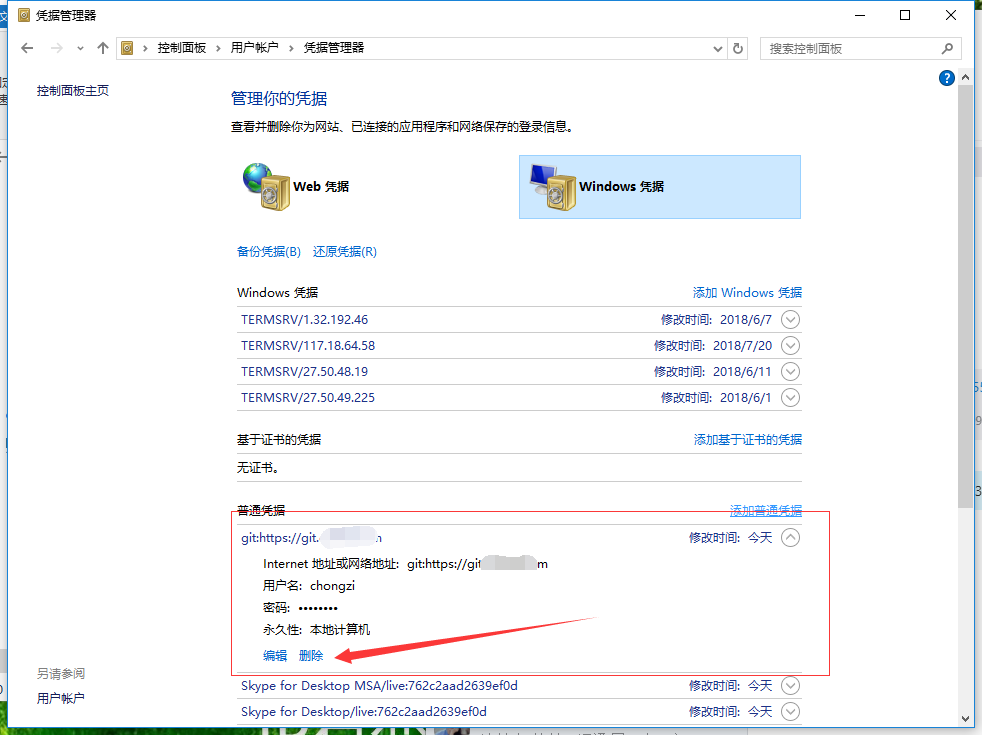 凭据管理器
控制面板 用户帐户 凭据管理器
搜索控制面板
控制面板主页
管理你的凭据
查看并删除你为网站、已连接的应用程序和网络保存的登录信息。
Web 凭据
Windows 凭据
备份凭据(B) 还原凭据(R)
Windows 凭据 添加 Windows 凭据
TERMSRV/1.32.192.46 修改时间: 2018/6/7
TERMSRV/117.18.64.58 修改时间: 2018/7/20
TERMSRV/27.50.48.19 修改时间: 2018/6/11
TERMSRV/27.50.49.225 修改时间: 2018/6/1
基于证书的凭据 添加基于证书的凭据
无证书。
普通凭据 添加普通凭据
git:https://git. 修改时间: 今天
Internet 地址或网络地址: git:https://git m
用户名: chongzi
密码: ••••••••
永久性: 本地计算机
编辑 删除
Skype for Desktop MSA/live:762c2aad2639ef0d 修改时间: 今天
Skype for Desktop/live:762c2aad2639ef0d 修改时间: 今天
另请参阅
用户帐户